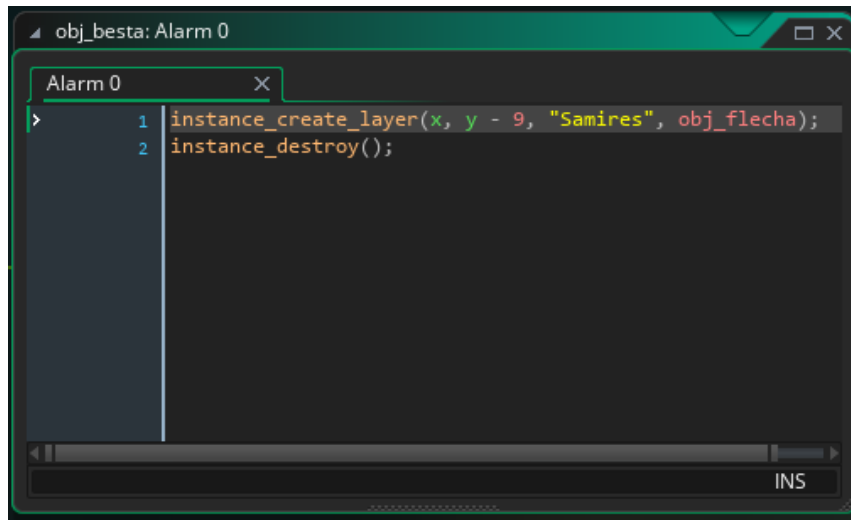 obj_besta: Alarm 0
Alarm 0
1 instance_create_layer(x, y - 9, "Samires", obj_flecha);
2 instance_destroy();
INS